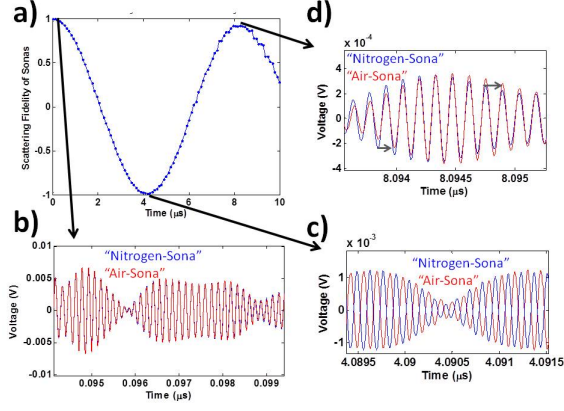 a)
Scattering Fidelity of Sonas
1
0.5
0
-0.5
-1
0 2 4 6 8 10
Time (μs)
d)
x 10⁻⁴
"Nitrogen-Sona"
"Air-Sona"
Voltage (V)
4
2
0
-2
-4
8.094 8.0945 8.095
Time (μs)
b)
"Nitrogen-Sona"
"Air-Sona"
Voltage (V)
0.01
0.005
0
-0.005
-0.01
0.095 0.096 0.097 0.098 0.099
Time (μs)
c)
x 10⁻³
"Nitrogen-Sona"
"Air-Sona"
Voltage (V)
1
0
-1
4.0895 4.09 4.0905 4.091 4.0915
Time (μs)